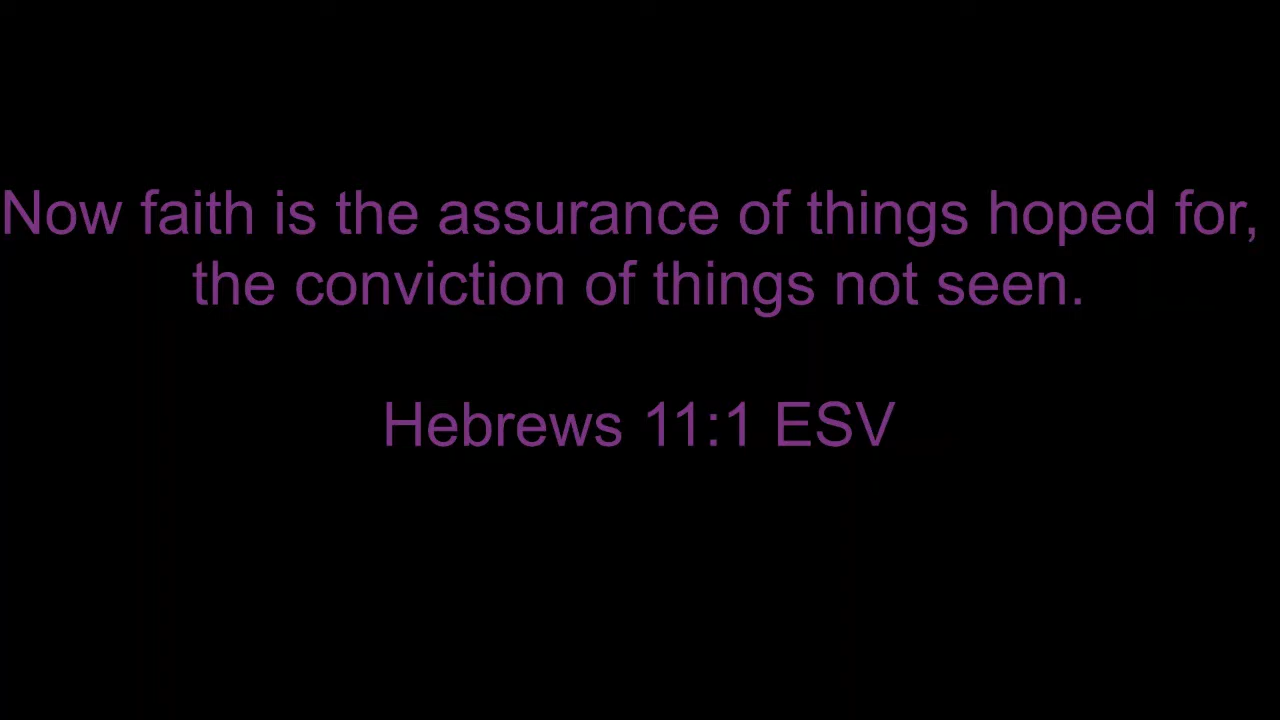 Now faith is the assurance of things hoped for,
the conviction of things not seen.
Hebrews 11:1 ESV